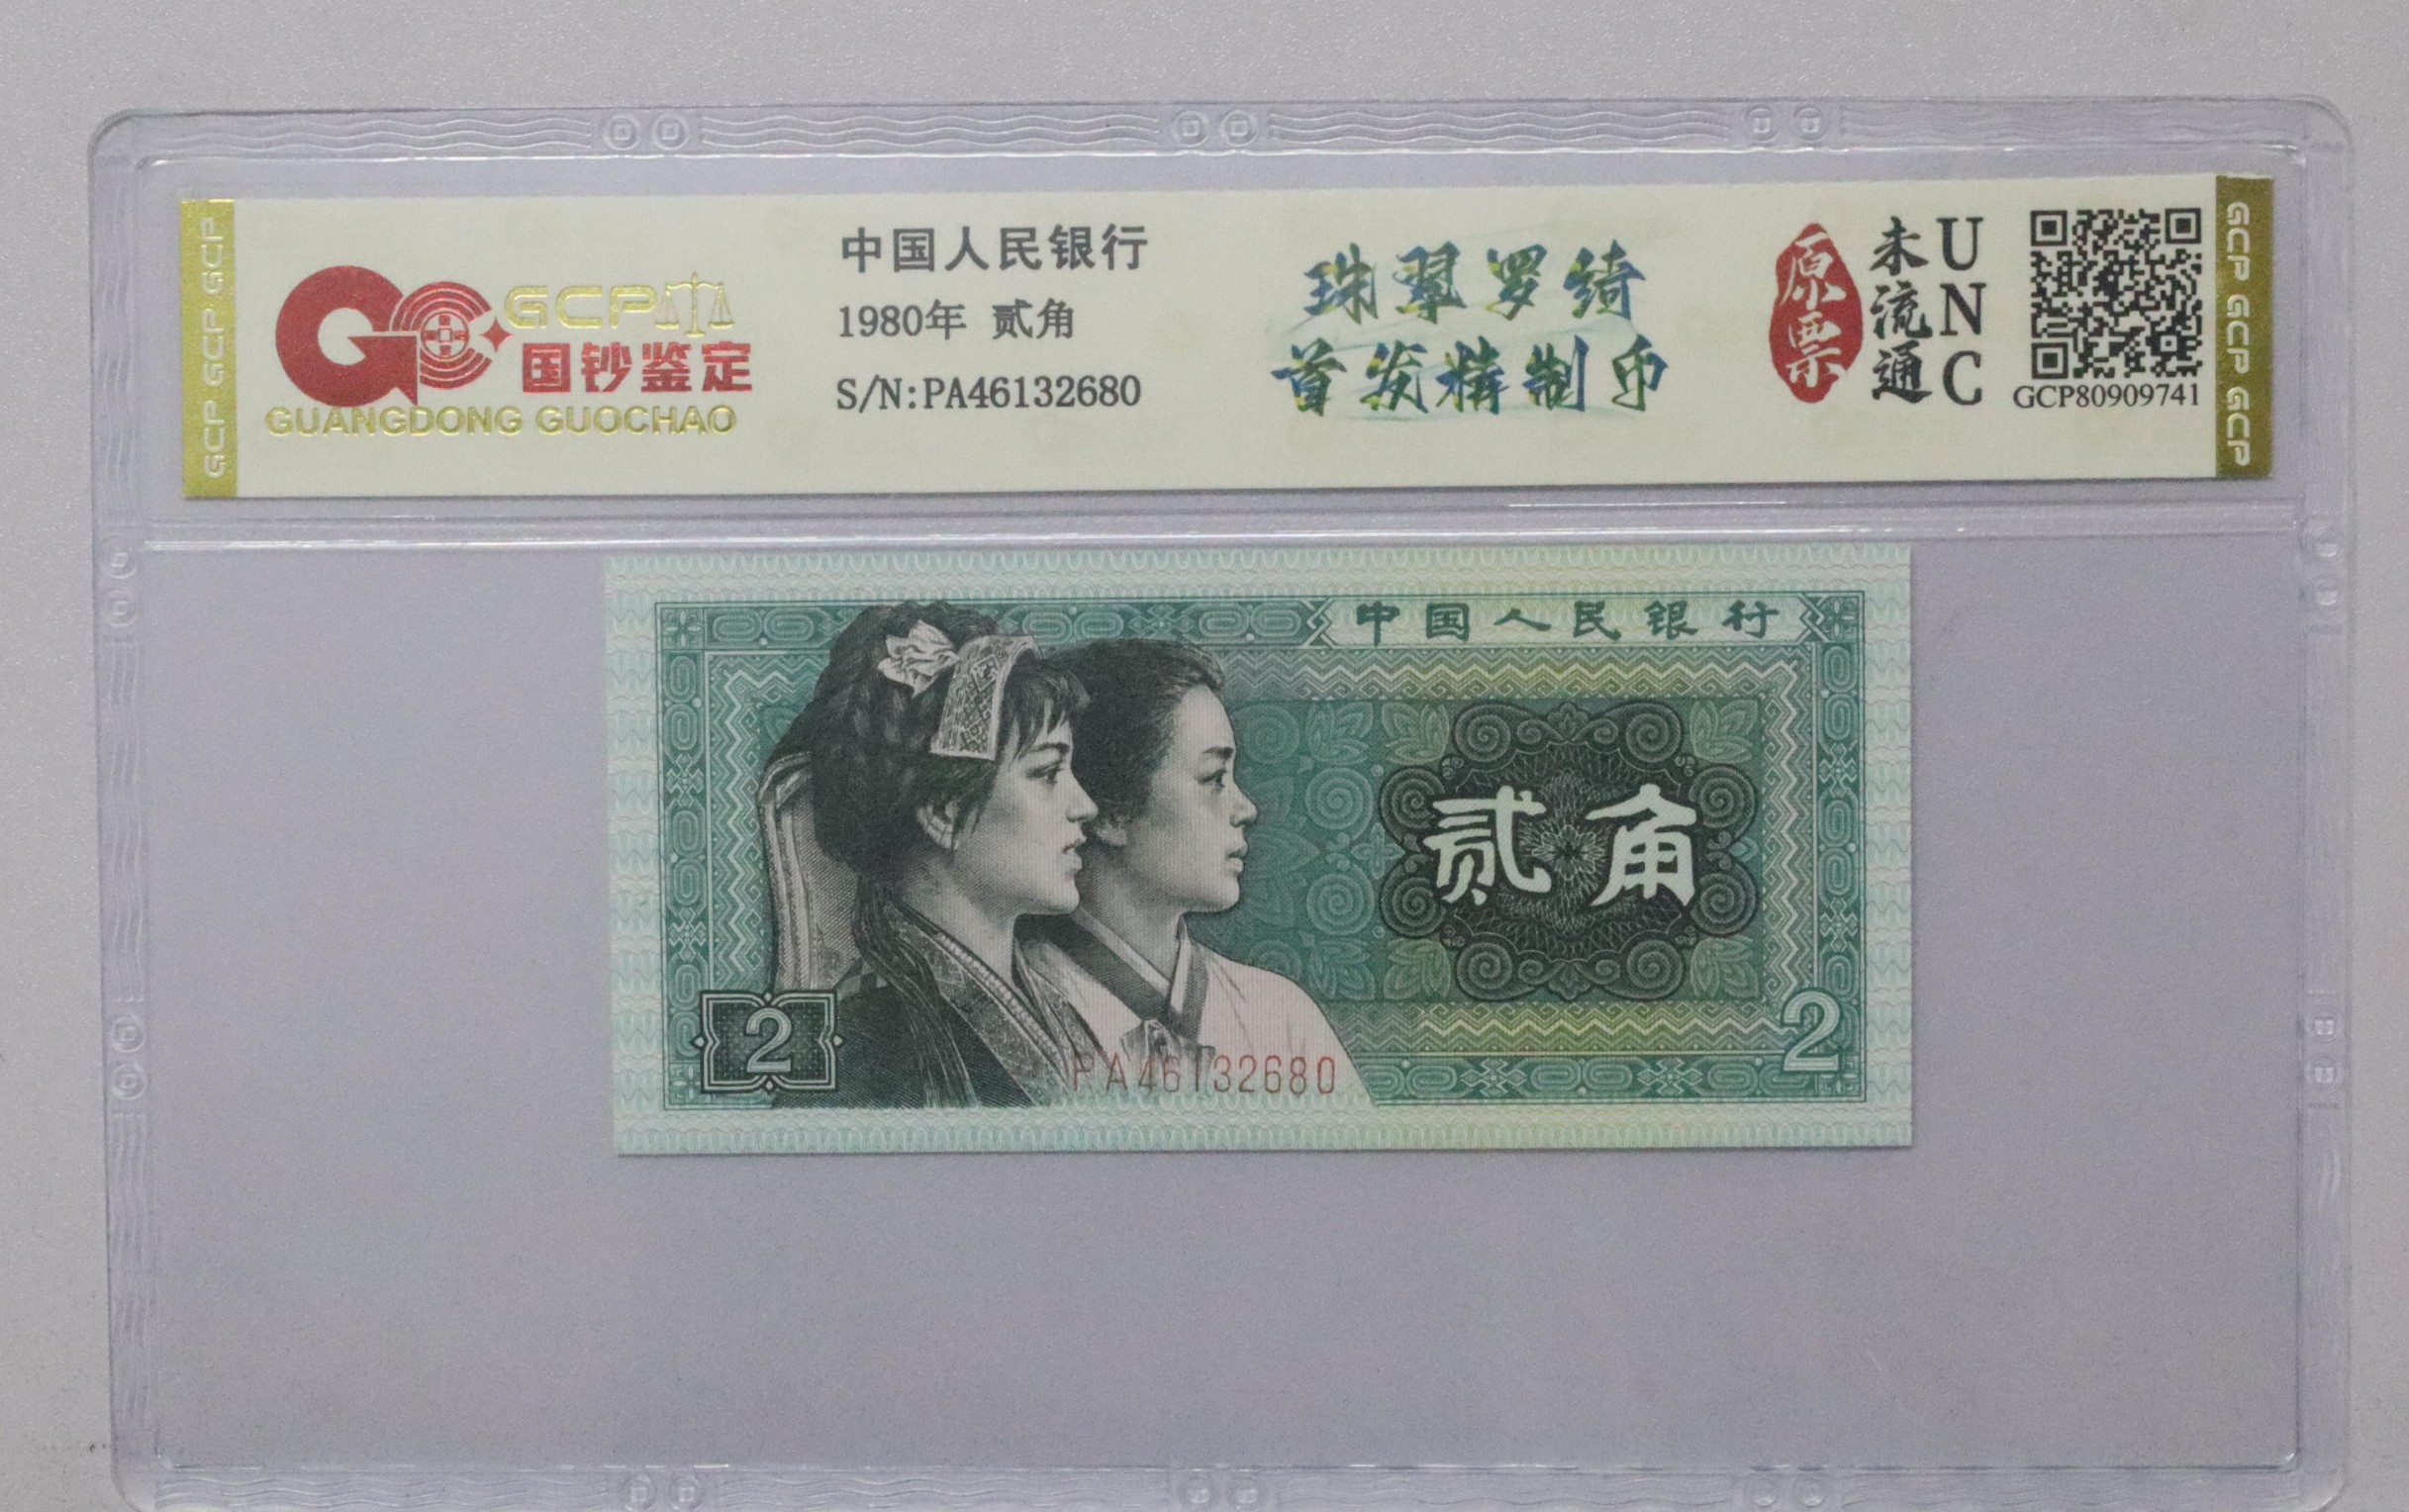 GCP GCP GCP
GCP
国钞鉴定
GUANGDONG GUOCHAO
中国人民银行
1980年 贰角
S/N:PA46132680
珠翠罗绮
首发精制币
原票
未流通
UNC
GCP80909741
GCP GCP GCP
中国人民银行
贰角
2
2
PA46132680